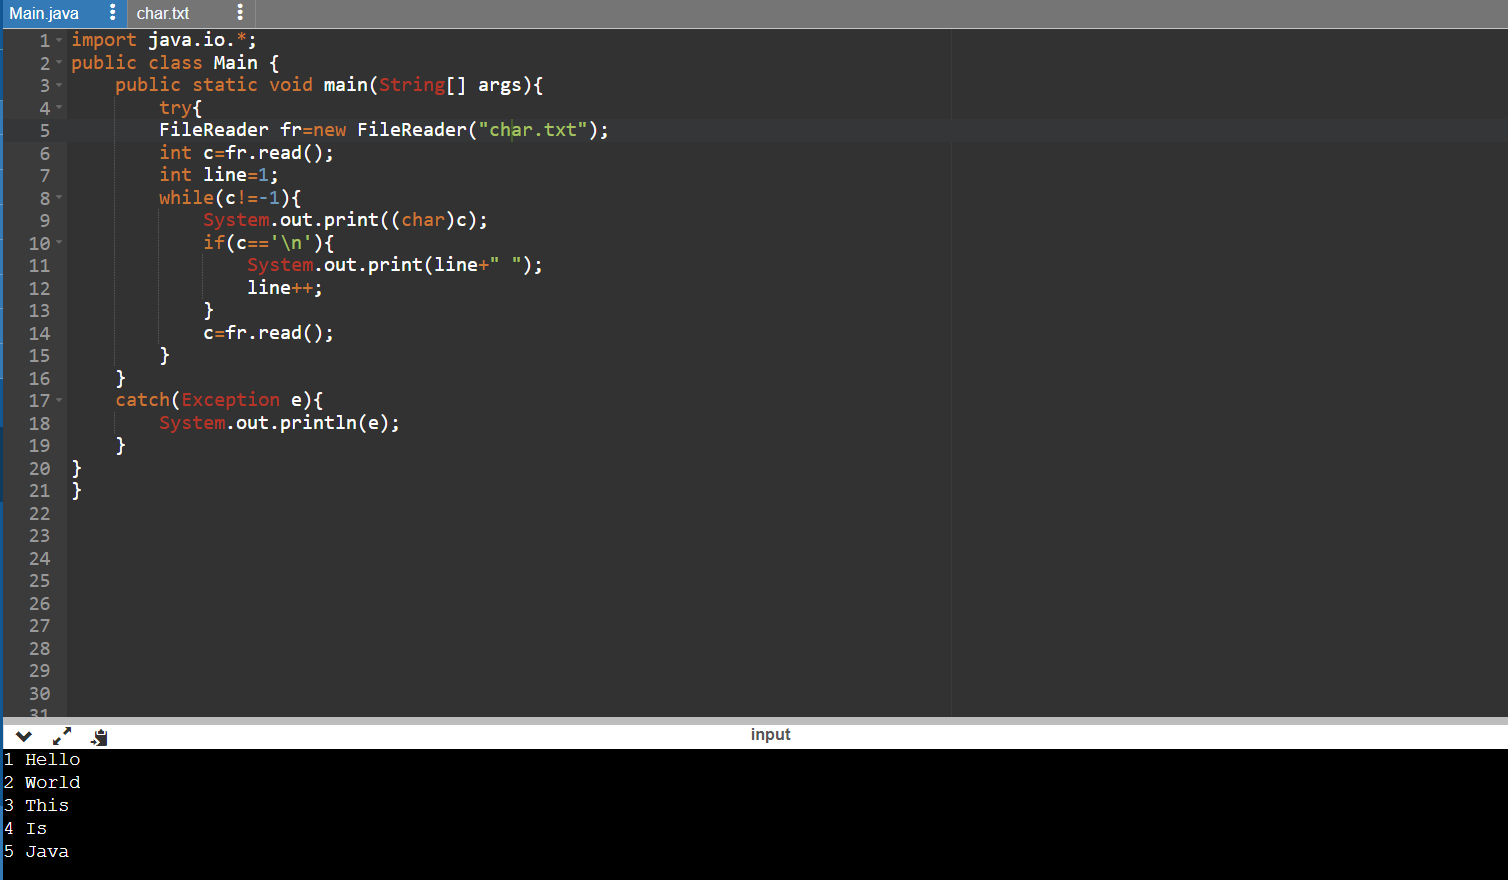 Main.java char.txt
1 import java.io.*;
2 public class Main {
3     public static void main(String[] args){
4         try{
5         FileReader fr=new FileReader("char.txt");
6         int c=fr.read();
7         int line=1;
8         while(c!=-1){
9             System.out.print((char)c);
10             if(c=='\n'){
11                 System.out.print(line+" ");
12                 line++;
13             }
14             c=fr.read();
15         }
16     }
17     catch(Exception e){
18         System.out.println(e);
19     }
20 }
21 }
22
23
24
25
26
27
28
29
30
31
input
1 Hello
2 World
3 This
4 Is
5 Java